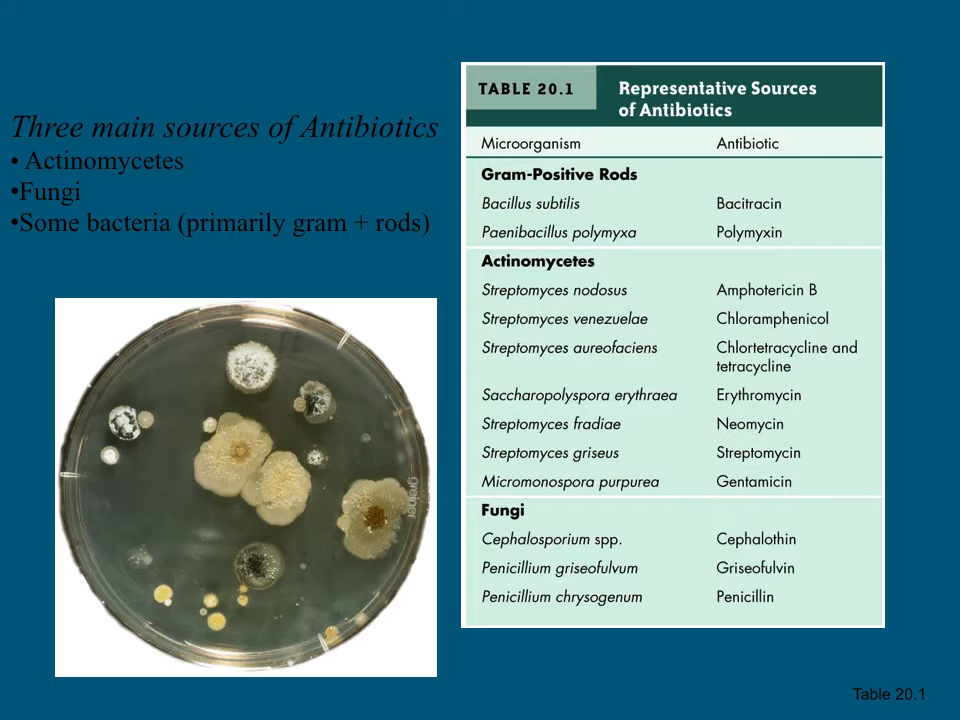 Three main sources of Antibiotics
• Actinomycetes
•Fungi
•Some bacteria (primarily gram + rods)
greiner
TABLE 20.1 Representative Sources
of Antibiotics
Microorganism Antibiotic
Gram-Positive Rods
Bacillus subtilis Bacitracin
Paenibacillus polymyxa Polymyxin
Actinomycetes
Streptomyces nodosus Amphotericin B
Streptomyces venezuelae Chloramphenicol
Streptomyces aureofaciens Chlortetracycline and
tetracycline
Saccharopolyspora erythraea Erythromycin
Streptomyces fradiae Neomycin
Streptomyces griseus Streptomycin
Micromonospora purpurea Gentamicin
Fungi
Cephalosporium spp. Cephalothin
Penicillium griseofulvum Griseofulvin
Penicillium chrysogenum Penicillin
Table 20.1